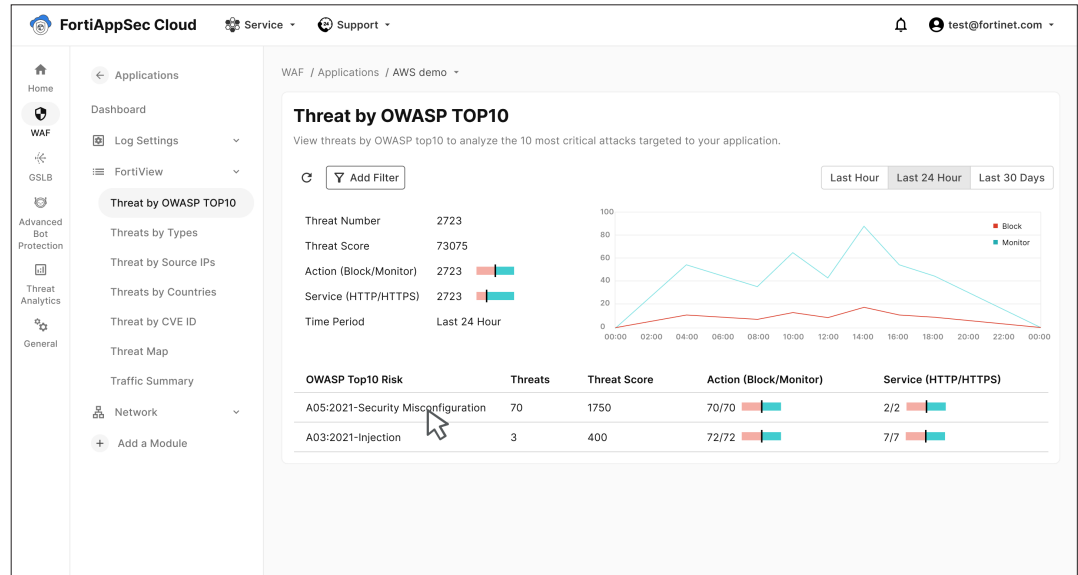 FortiAppSec Cloud
Service
24
Support
test@fortinet.com
Home
WAF
GSLB
Advanced
Bot
Protection
Threat
Analytics
General
Applications
Dashboard
Log Settings
FortiView
Threat by OWASP TOP10
Threats by Types
Threat by Source IPs
Threats by Countries
Threat by CVE ID
Threat Map
Traffic Summary
Network
+ Add a Module
WAF / Applications / AWS demo
Threat by OWASP TOP10
View threats by OWASP top10 to analyze the 10 most critical attacks targeted to your application.
Add Filter
Last Hour Last 24 Hour Last 30 Days
Threat Number 2723
Threat Score 73075
Action (Block/Monitor) 2723
Service (HTTP/HTTPS) 2723
Time Period Last 24 Hour
100
80
60
40
20
0
Block
Monitor
00:00 02:00 04:00 06:00 08:00 10:00 12:00 14:00 16:00 18:00 20:00 22:00 00:00
OWASP Top10 Risk Threats Threat Score Action (Block/Monitor) Service (HTTP/HTTPS)
A05:2021-Security Misconfiguration 70 1750 70/70 2/2
A03:2021-Injection 3 400 72/72 7/7